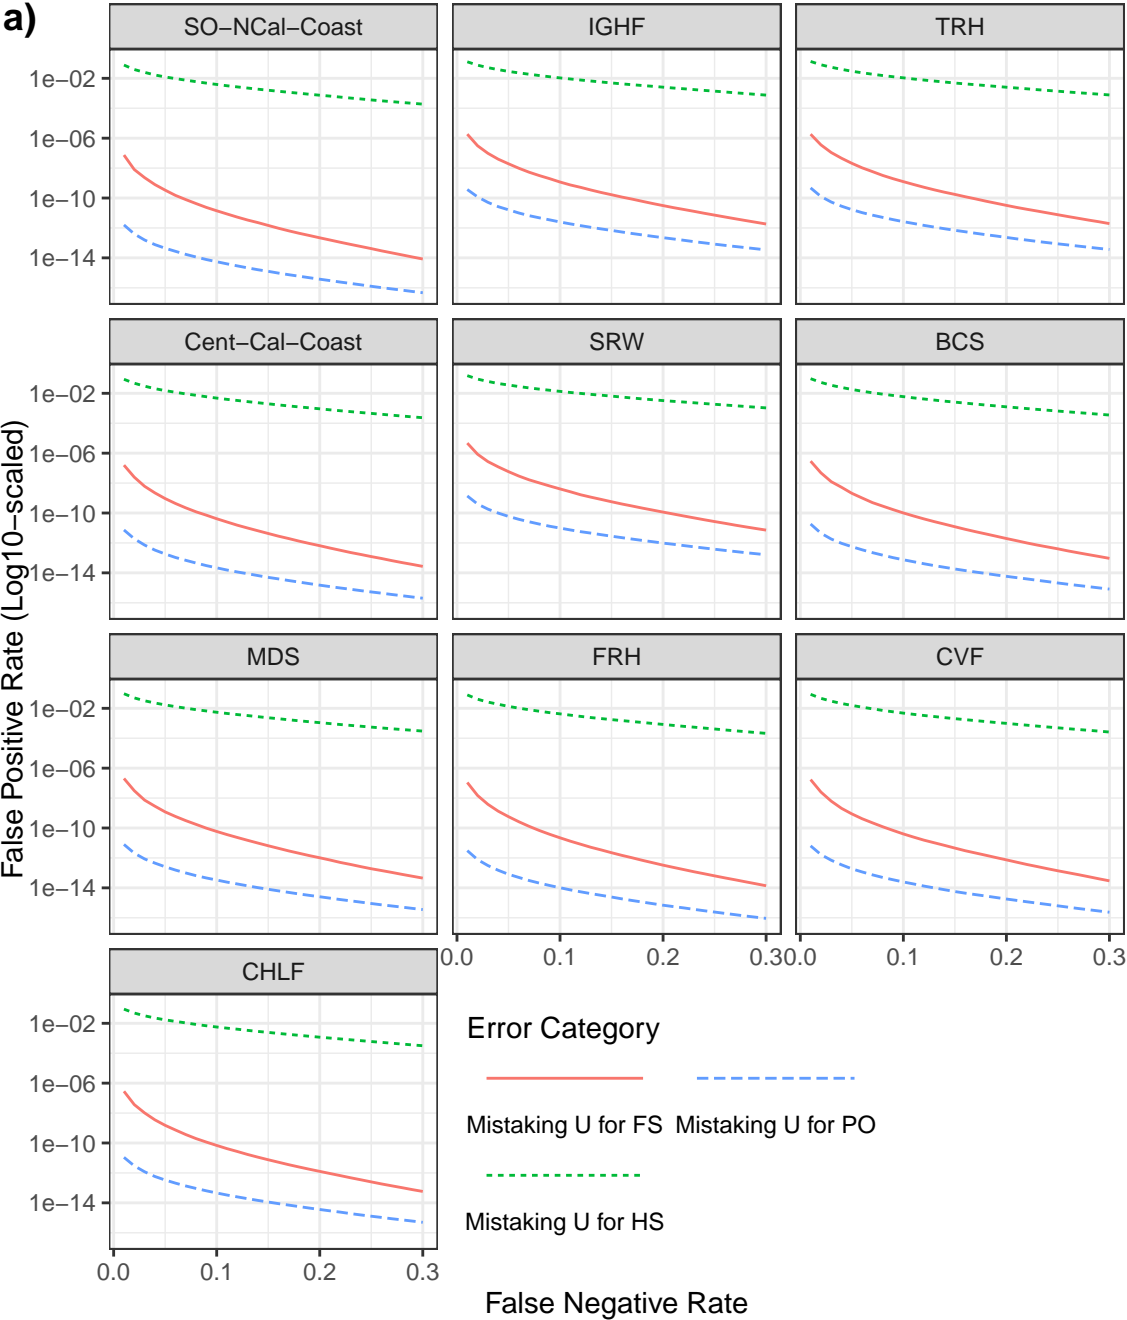 a)
SO−NCal−Coast
IGHF
TRH
1e−02
1e−06
1e−10
1e−14
Cent−Cal−Coast
SRW
BCS
1e−02
1e−06
1e−10
1e−14
MDS
FRH
CVF
1e−02
1e−06
1e−10
1e−14
0.0 0.1 0.2 0.3
0.0 0.1 0.2 0.3
CHLF
1e−02
1e−06
1e−10
1e−14
0.0 0.1 0.2 0.3
False Positive Rate (Log10−scaled)
Error Category
Mistaking U for FS Mistaking U for PO
Mistaking U for HS
False Negative Rate